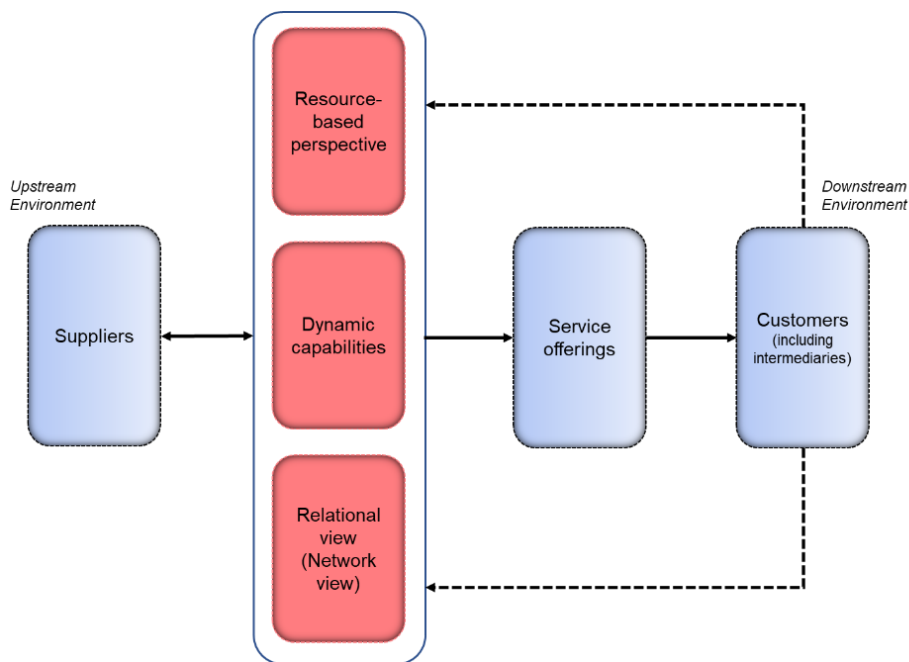 Resource-
based
perspective
Upstream
Environment
Downstream
Environment
Suppliers
Dynamic
capabilities
Service
offerings
Customers
(including
intermediaries)
Relational
view
(Network
view)